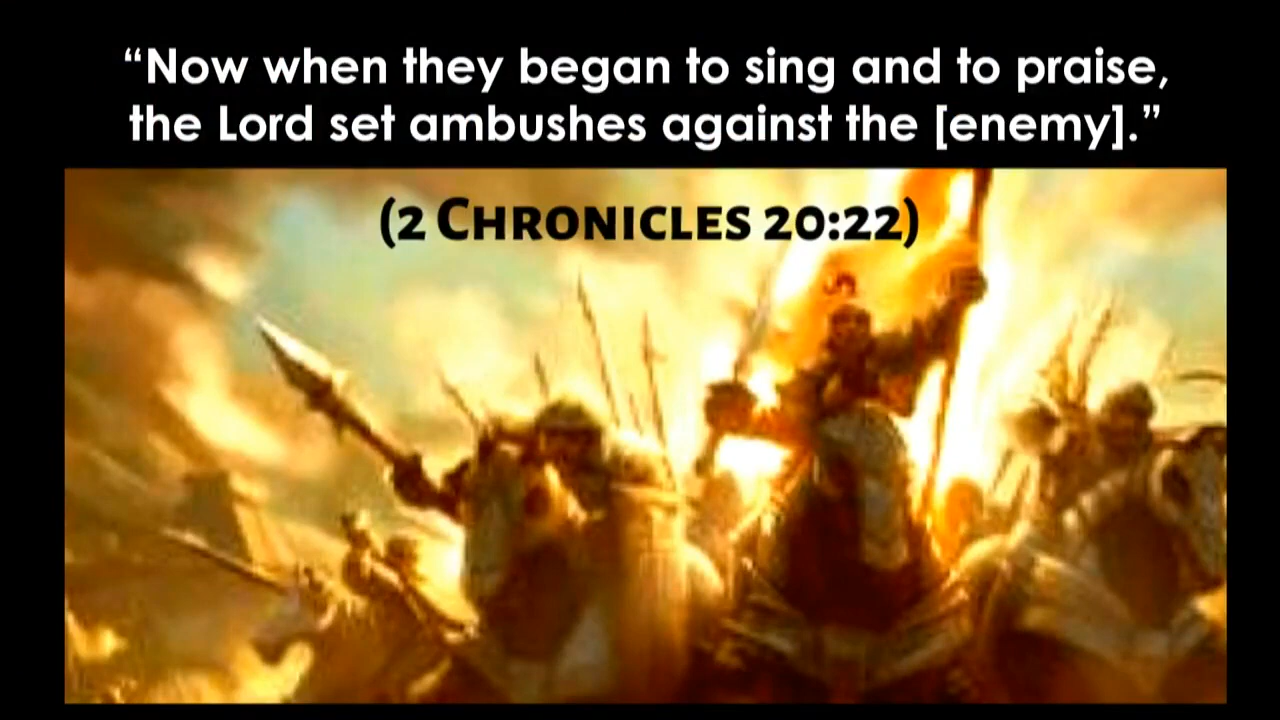 “Now when they began to sing and to praise,
the Lord set ambushes against the [enemy].”
(2 Chronicles 20:22)